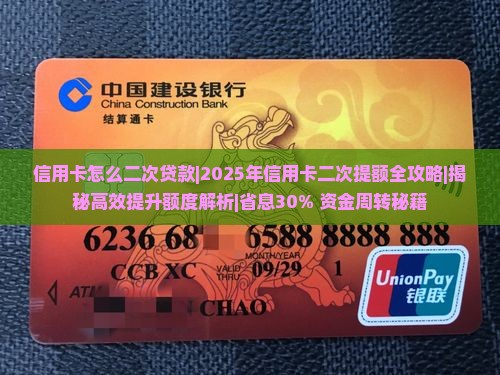 中国建设银行
China Construction Bank
结算通卡
信用卡怎么二次贷款|2025年信用卡二次提额全攻略|揭
秘高效提升额度解析|省息30% 资金周转秘籍
6236 68 6588 8888 888
MONTH/YEAR
CCB XC VALID THRU 09/29 1
ATM
CHAO
UnionPay
银联